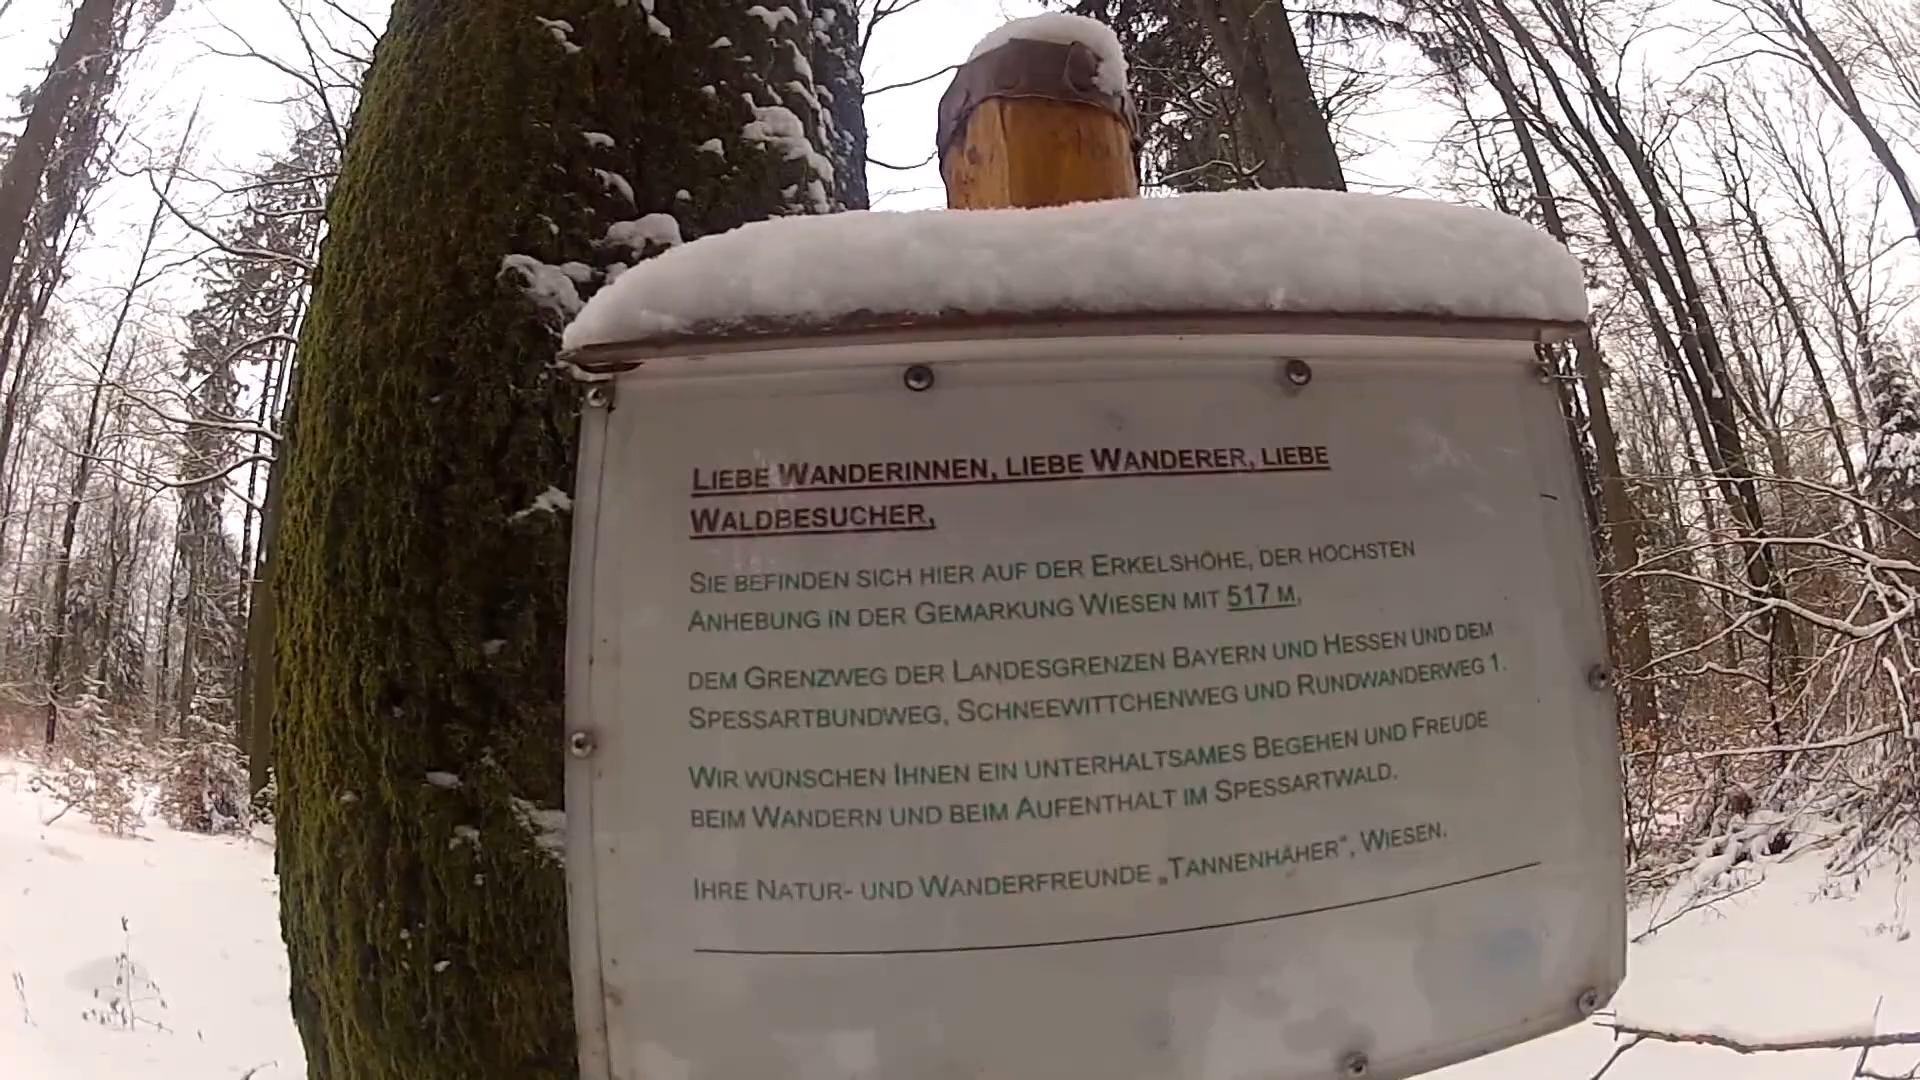 LIEBE WANDERINNEN, LIEBE WANDERER, LIEBE
WALDBESUCHER,
SIE BEFINDEN SICH HIER AUF DER ERKELSHÖHE, DER HÖCHSTEN
ANHEBUNG IN DER GEMARKUNG WIESEN MIT 517 M,
DEM GRENZWEG DER LANDESGRENZEN BAYERN UND HESSEN UND DEM
SPESSARTBUNDWEG, SCHNEEWITTCHENWEG UND RUNDWANDERWEG 1.
WIR WÜNSCHEN IHNEN EIN UNTERHALTSAMES BEGEHEN UND FREUDE
BEIM WANDERN UND BEIM AUFENTHALT IM SPESSARTWALD.
IHRE NATUR- UND WANDERFREUNDE „TANNENHÄHER", WIESEN.